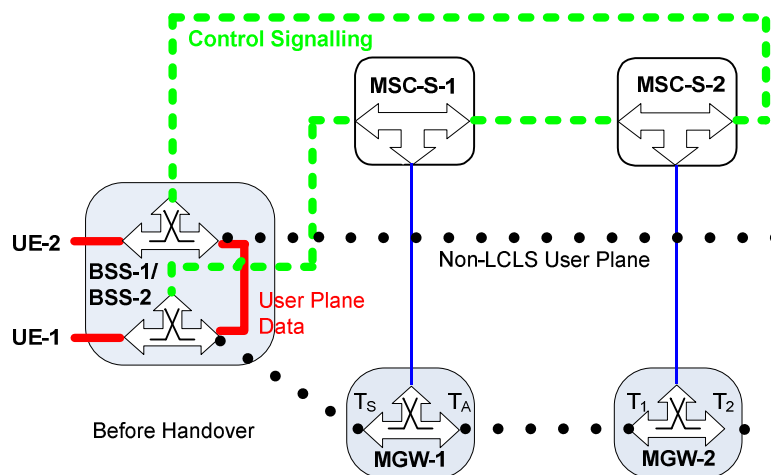 Control Signalling
MSC-S-1
MSC-S-2
UE-2
BSS-1/
BSS-2
Non-LCLS User Plane
User Plane
Data
UE-1
TS
TA
T1
T2
MGW-1
MGW-2
Before Handover